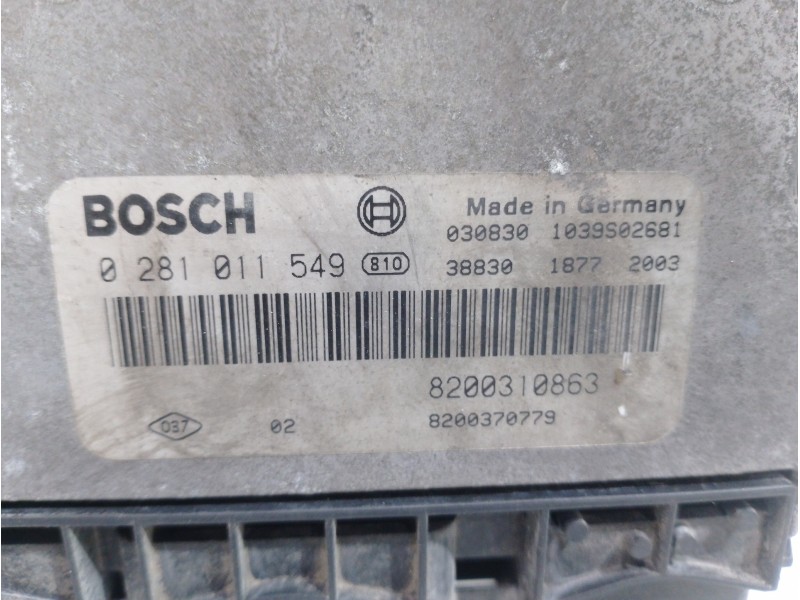 BOSCH
Made in Germany
030830 1039S02681
0 281 011 549 810
38830 1877 2003
8200310863
037 02 8200370779